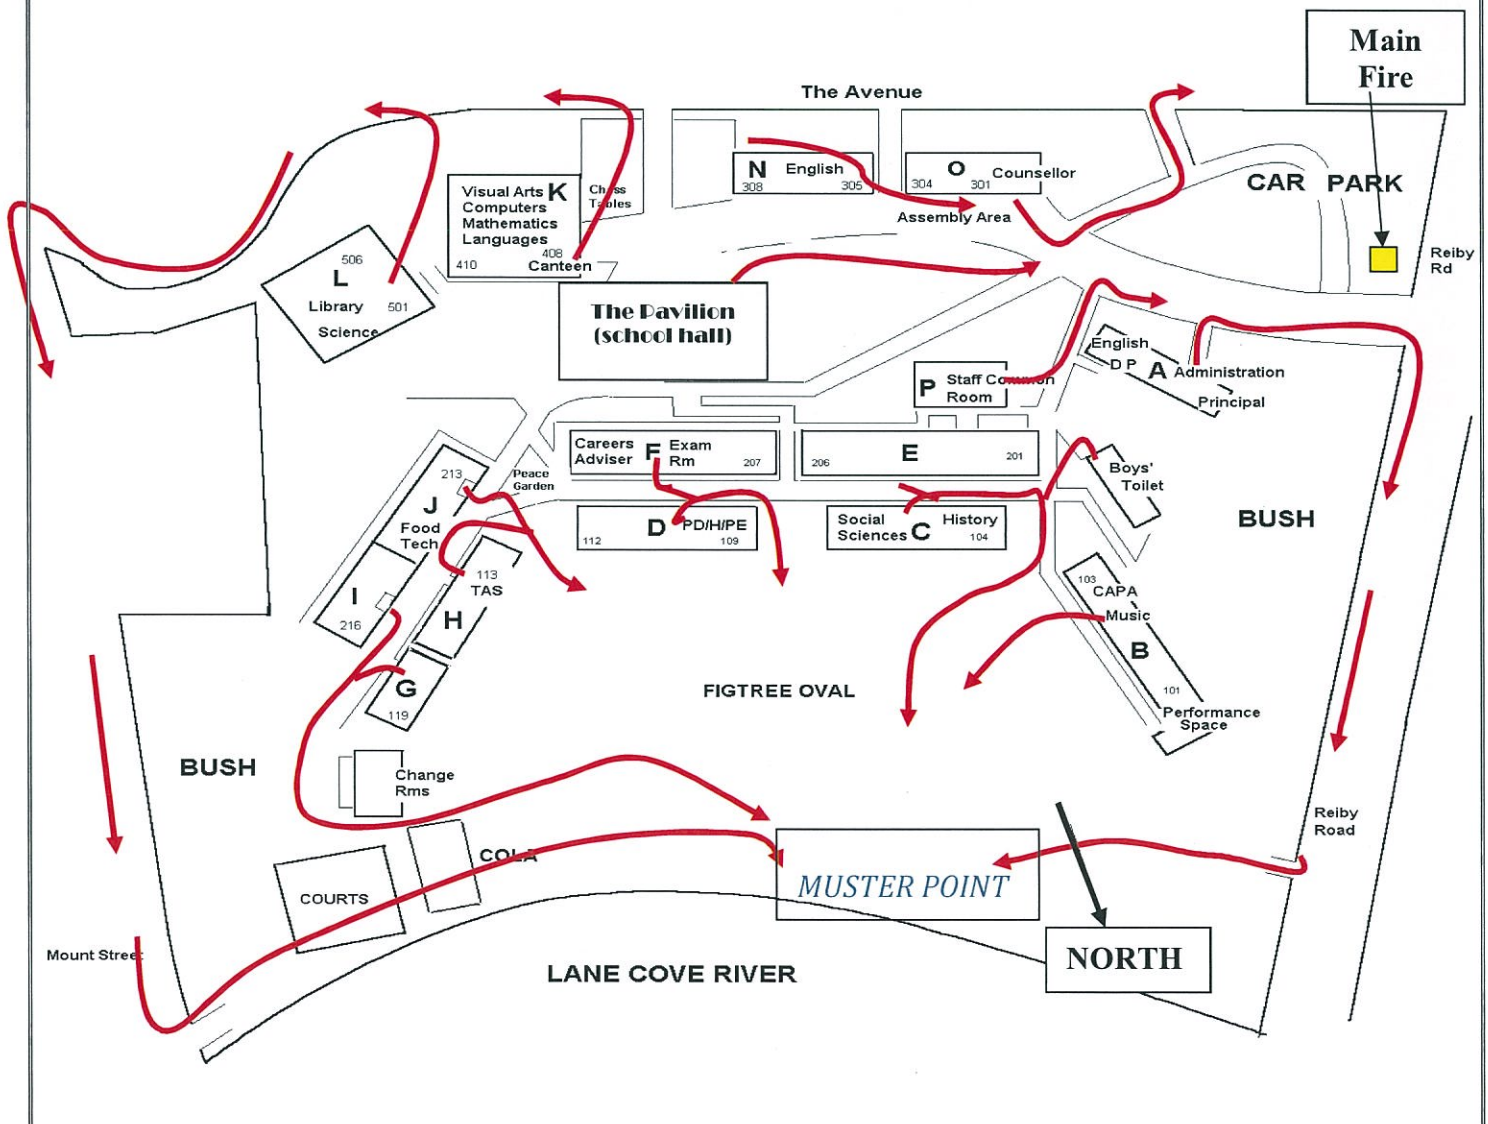 Main
Fire
The Avenue
CAR PARK
Reiby
Rd
N English
308
305
O Counsellor
304
301
Assembly Area
Visual Arts K
Computers
Mathematics
Languages
408
410
Canteen
Chess
Tables
506
L
Library
501
Science
The Pavilion
(school hall)
English
D P A Administration
Principal
P Staff Common
Room
Careers
Adviser
F Exam
Rm
207
206
E
201
213
Peace
Garden
J
Food
Tech
Boys'
Toilet
BUSH
D PD/H/PE
112
109
Social
Sciences C History
104
I
216
113
TAS
H
103
CAPA
Music
B
101
Performance
Space
G
119
FIGTREE OVAL
BUSH
Change
Rms
Reiby
Road
COLA
COURTS
MUSTER POINT
Mount Street
LANE COVE RIVER
NORTH